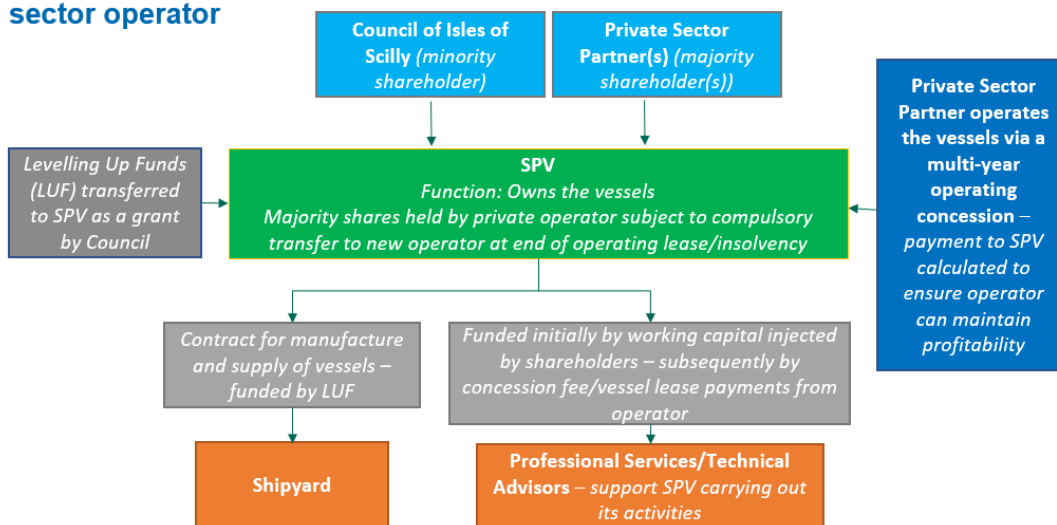 sector operator
Council of Isles of
Scilly (minority
shareholder)
Private Sector
Partner(s) (majority
shareholder(s))
Private Sector
Partner operates
the vessels via a
multi-year
operating
concession –
payment to SPV
calculated to
ensure operator
can maintain
profitability
Levelling Up Funds
(LUF) transferred
to SPV as a grant
by Council
SPV
Function: Owns the vessels
Majority shares held by private operator subject to compulsory
transfer to new operator at end of operating lease/insolvency
Contract for manufacture
and supply of vessels –
funded by LUF
Funded initially by working capital injected
by shareholders – subsequently by
concession fee/vessel lease payments from
operator
Shipyard
Professional Services/Technical
Advisors – support SPV carrying out
its activities